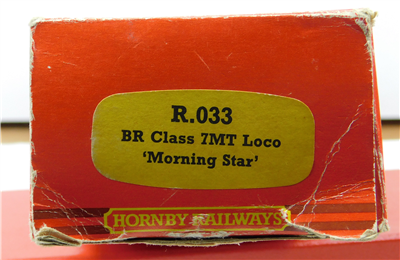 R.033
BR Class 7MT Loco
'Morning Star'
HORNBY RAILWAYS